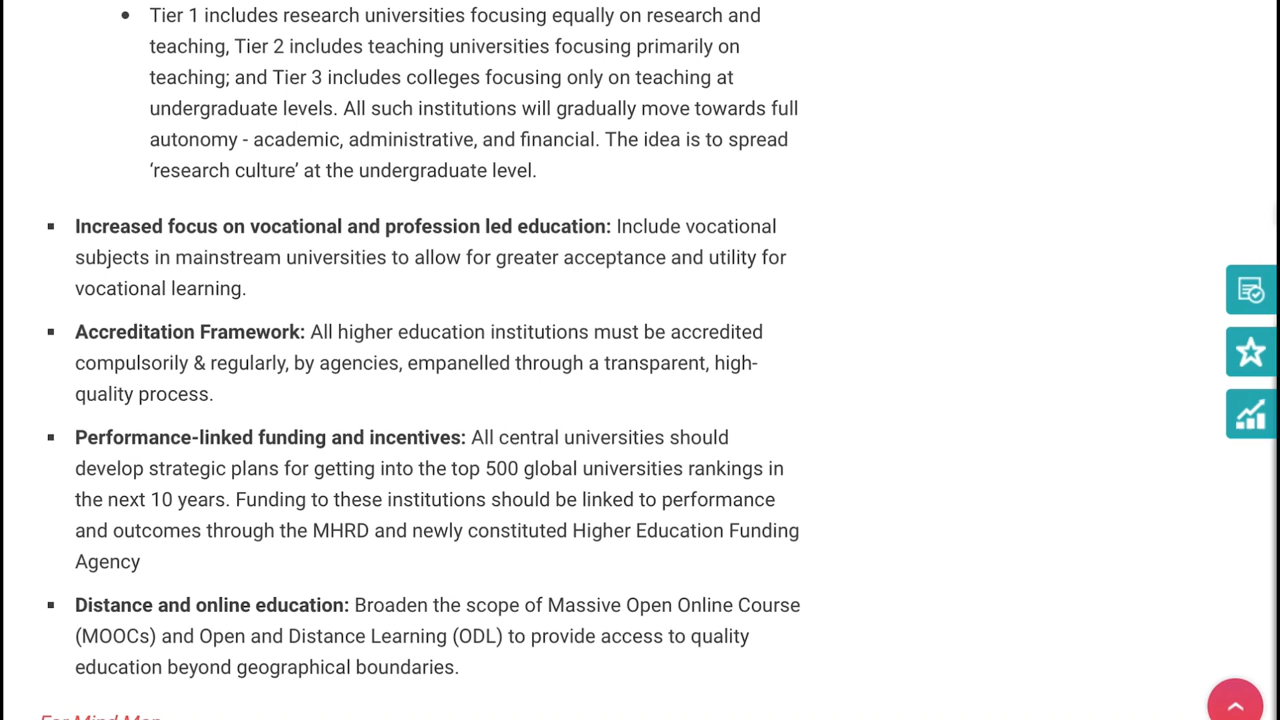 Tier 1 includes research universities focusing equally on research and
teaching, Tier 2 includes teaching universities focusing primarily on
teaching; and Tier 3 includes colleges focusing only on teaching at
undergraduate levels. All such institutions will gradually move towards full
autonomy - academic, administrative, and financial. The idea is to spread
‘research culture’ at the undergraduate level.
Increased focus on vocational and profession led education: Include vocational
subjects in mainstream universities to allow for greater acceptance and utility for
vocational learning.
Accreditation Framework: All higher education institutions must be accredited
compulsorily & regularly, by agencies, empanelled through a transparent, high-
quality process.
Performance-linked funding and incentives: All central universities should
develop strategic plans for getting into the top 500 global universities rankings in
the next 10 years. Funding to these institutions should be linked to performance
and outcomes through the MHRD and newly constituted Higher Education Funding
Agency
Distance and online education: Broaden the scope of Massive Open Online Course
(MOOCs) and Open and Distance Learning (ODL) to provide access to quality
education beyond geographical boundaries.
For Mind Map